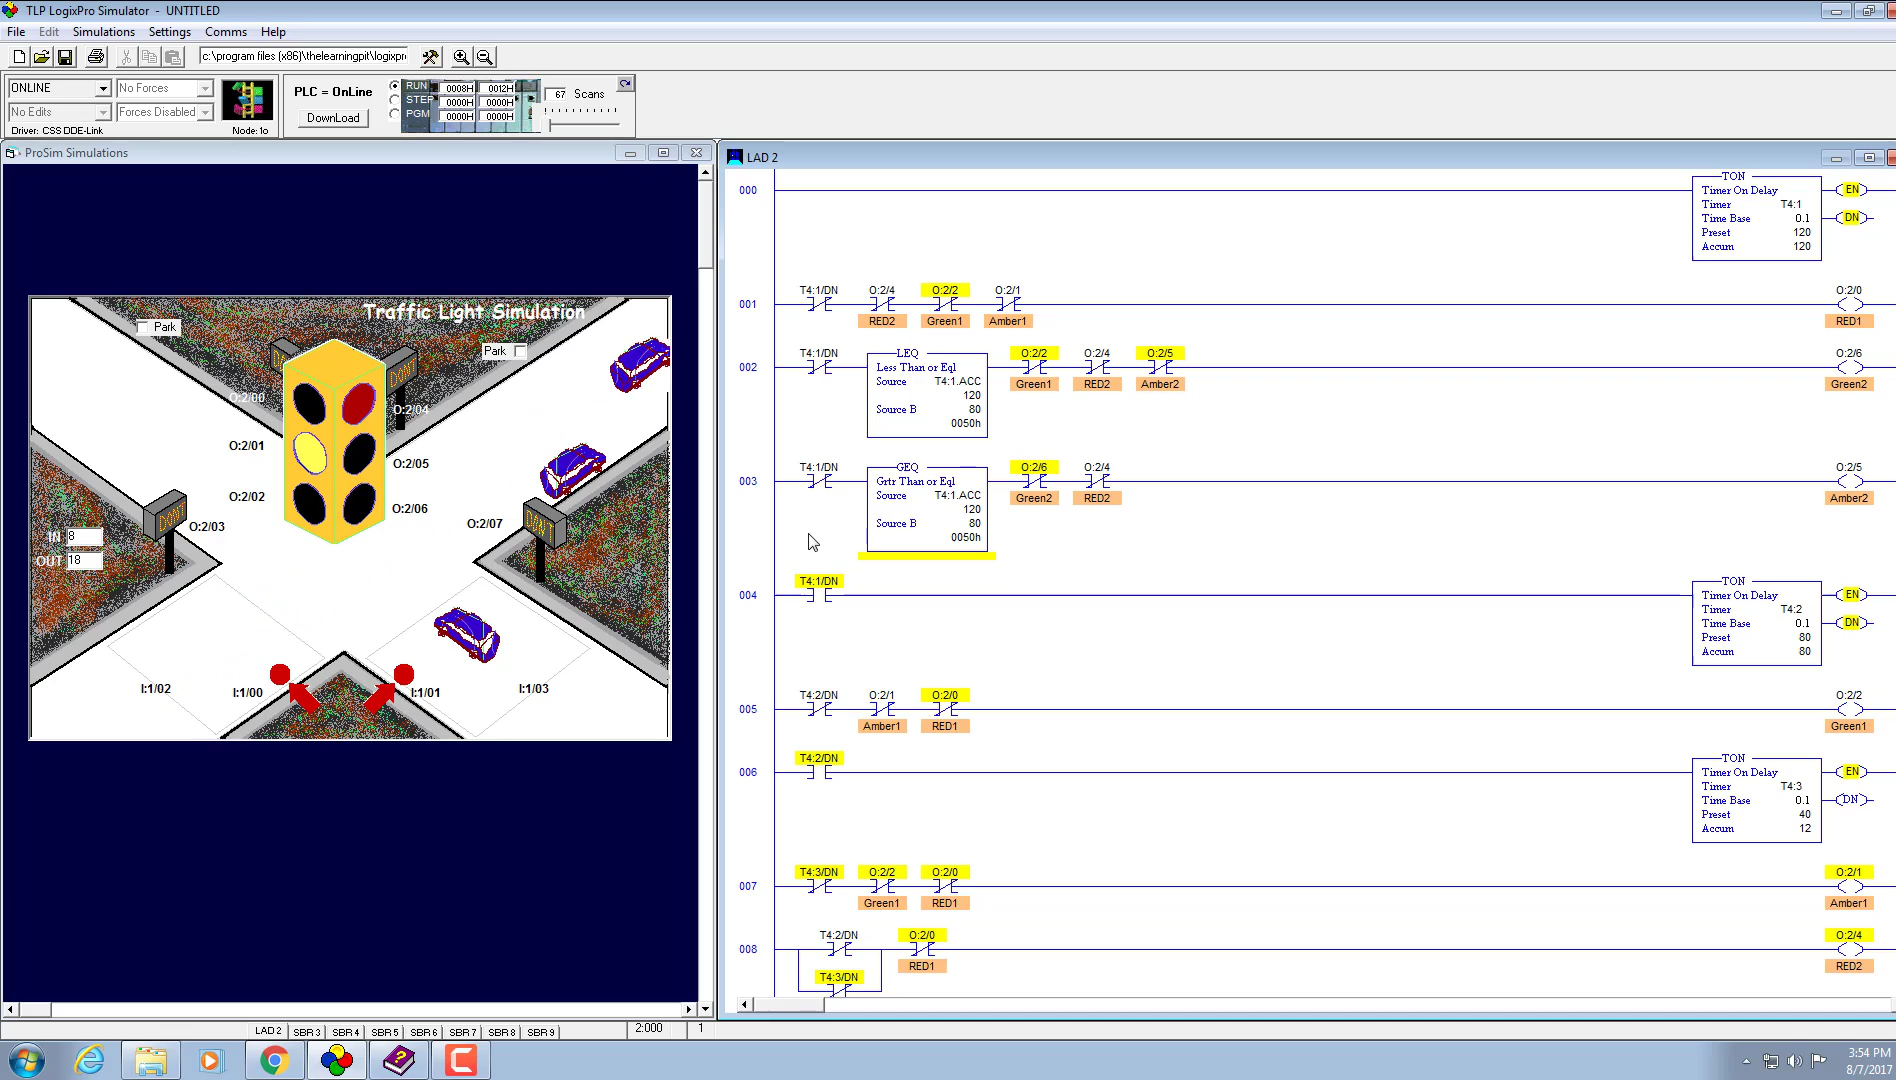 TLP LogixPro Simulator - UNTITLED
File Edit Simulations Settings Comms Help
c:\program files (x86)\thelearningpit\logixpr
ONLINE No Forces
No Edits Forces Disabled
Driver: CSS DDE-Link Node: 1o
PLC = OnLine
DownLoad
RUN
STEP
PGM
0008H 0012H
0000H 0000H
0000H 0000H
67 Scans
ProSim Simulations
Traffic Light Simulation
Park
Park
DONT
O:2/00
O:2/04
O:2/01
O:2/05
O:2/02
O:2/06
DONT
O:2/03
O:2/07
DONT
IN 8
OUT 18
I:1/02 I:1/00 I:1/01 I:1/03
LAD 2
000
TON
Timer On Delay
Timer T4:1
Time Base 0.1
Preset 120
Accum 120
EN
DN
001
T4:1/DN O:2/4 O:2/2 O:2/1 O:2/0
RED2 Green1 Amber1 RED1
002
T4:1/DN
LEQ
Less Than or Eql
Source T4:1.ACC
120
Source B 80
0050h
O:2/2 O:2/4 O:2/5 O:2/6
Green1 RED2 Amber2 Green2
003
T4:1/DN
GEQ
Grtr Than or Eql
Source T4:1.ACC
120
Source B 80
0050h
O:2/6 O:2/4 O:2/5
Green2 RED2 Amber2
004
T4:1/DN
TON
Timer On Delay
Timer T4:2
Time Base 0.1
Preset 80
Accum 80
EN
DN
005
T4:2/DN O:2/1 O:2/0 O:2/2
Amber1 RED1 Green1
006
T4:2/DN
TON
Timer On Delay
Timer T4:3
Time Base 0.1
Preset 40
Accum 12
EN
DN
007
T4:3/DN O:2/2 O:2/0 O:2/1
Green1 RED1 Amber1
008
T4:2/DN O:2/0 O:2/4
RED1 RED2
T4:3/DN
LAD 2 SBR 3 SBR 4 SBR 5 SBR 6 SBR 7 SBR 8 SBR 9
2:000 1
3:54 PM
8/7/2017